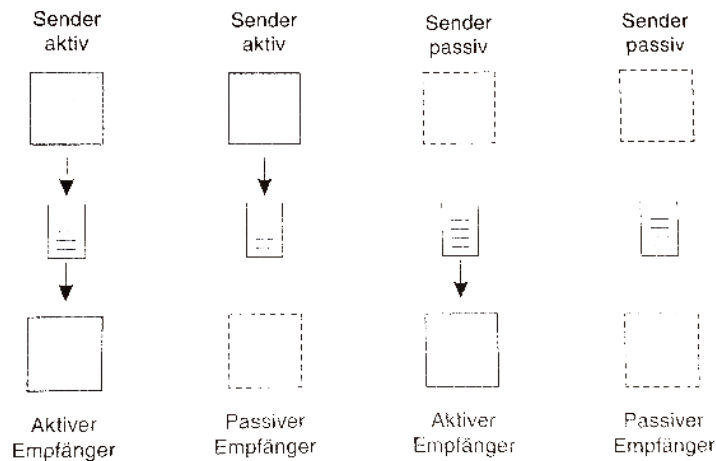 Sender
aktiv
Sender
aktiv
Sender
passiv
Sender
passiv
Aktiver
Empfänger
Passiver
Empfänger
Aktiver
Empfänger
Passiver
Empfänger